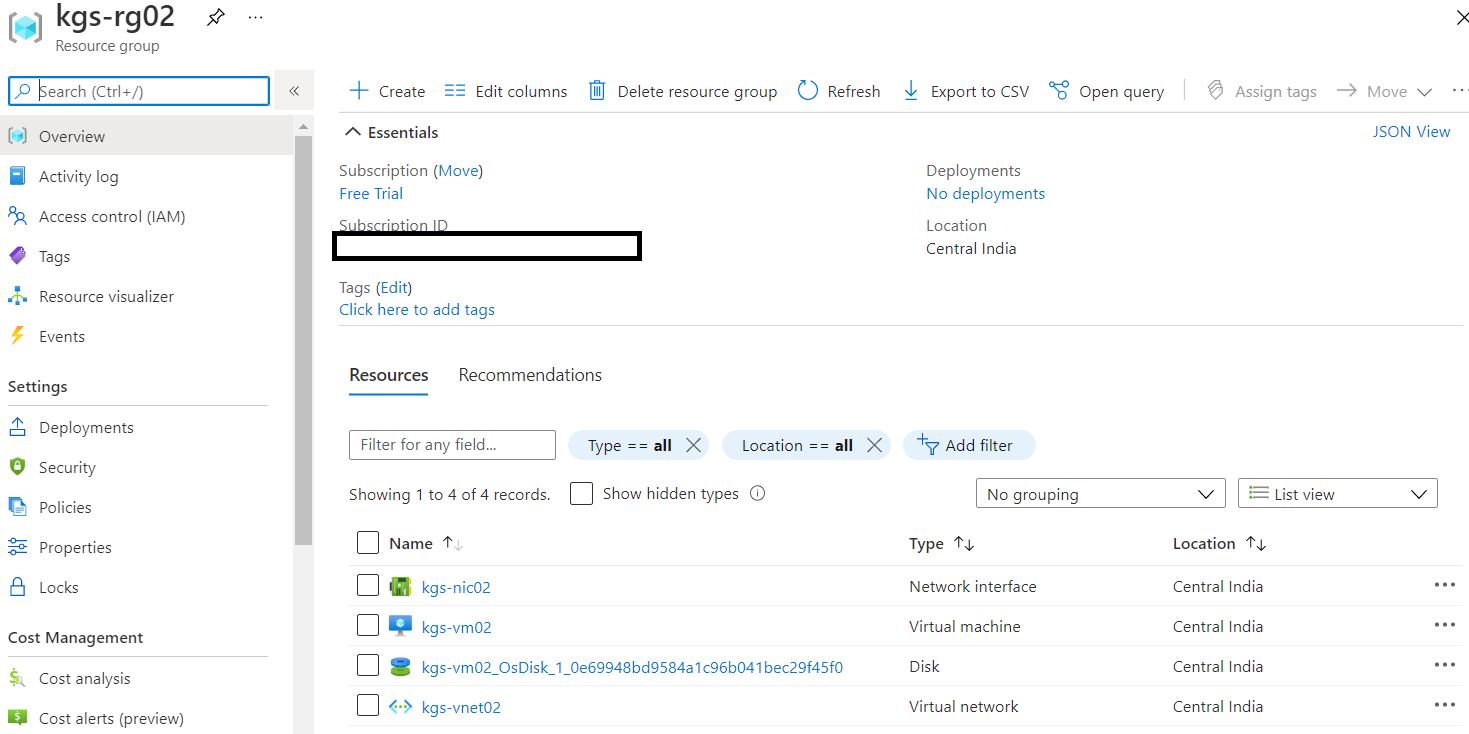 kgs-rg02
Resource group
Search (Ctrl+/)
Overview
Activity log
Access control (IAM)
Tags
Resource visualizer
Events
Settings
Deployments
Security
Policies
Properties
Locks
Cost Management
Cost analysis
Cost alerts (preview)
Create Edit columns Delete resource group Refresh Export to CSV Open query Assign tags Move
Essentials JSON View
Subscription (Move)
Free Trial
Subscription ID
Deployments
No deployments
Location
Central India
Tags (Edit)
Click here to add tags
Resources Recommendations
Filter for any field... Type == all Location == all Add filter
Showing 1 to 4 of 4 records. Show hidden types No grouping List view
Name Type Location
kgs-nic02 Network interface Central India
kgs-vm02 Virtual machine Central India
kgs-vm02_OsDisk_1_0e69948bd9584a1c96b041bec29f45f0 Disk Central India
kgs-vnet02 Virtual network Central India